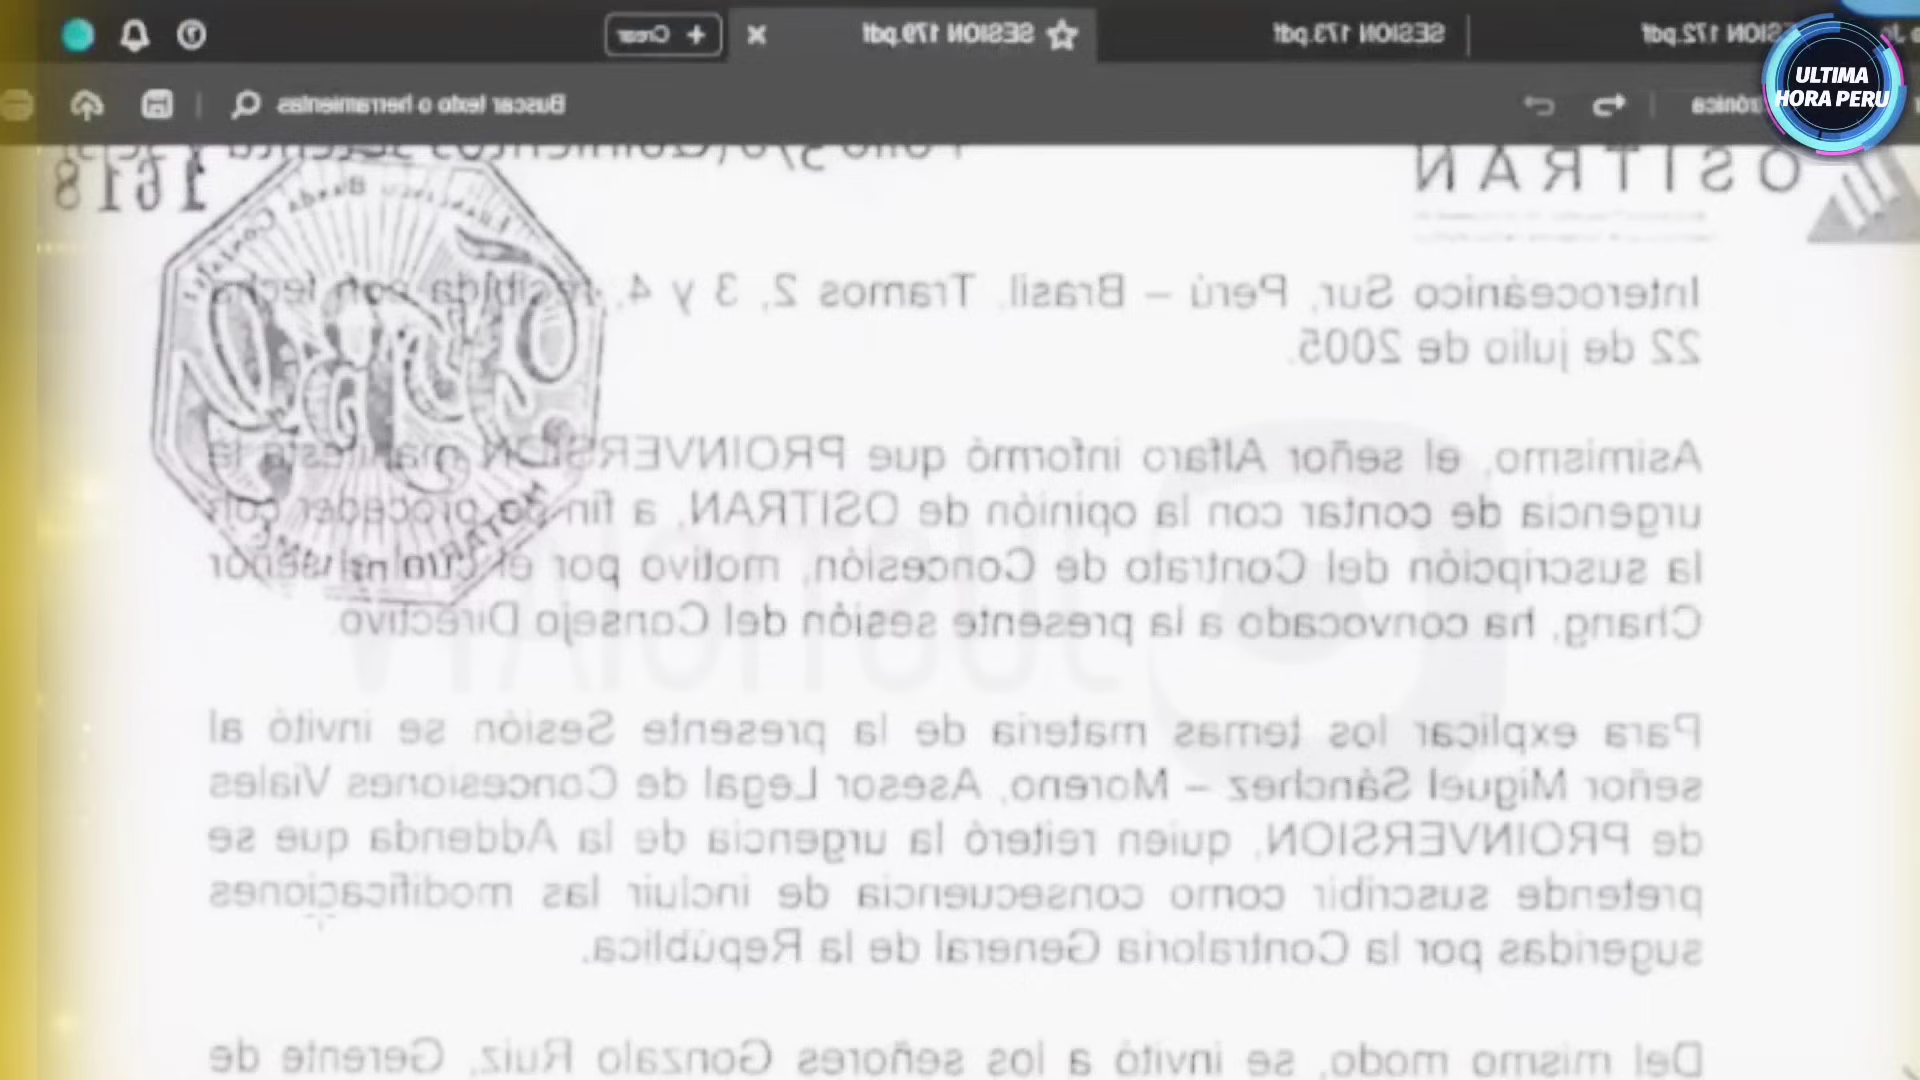 SESION 172.pdf
SESION 173.pdf
SESION 179.pdf
+ Crear
ULTIMA
HORA PERU
Buscar texto o herramientas
OSITRAN
1618
Interoceánico Sur, Perú – Brasil. Tramos 2, 3 y 4, recibida con fecha
22 de julio de 2005.
Asimismo, el señor Alfaro informó que PROINVERSION manifiesta la
urgencia de contar con la opinión de OSITRAN, a fin de proceder con
la suscripción del Contrato de Concesión, motivo por el cual el señor
Chang, ha convocado a la presente sesión del Consejo Directivo.
Para explicar los temas materia de la presente Sesión se invitó al
señor Miguel Sánchez – Moreno, Asesor Legal de Concesiones Viales
de PROINVERSION, quien reiteró la urgencia de la Addenda que se
pretende suscribir como consecuencia de incluir las modificaciones
sugeridas por la Contraloría General de la República.
Del mismo modo, se invitó a los señores Gonzalo Ruiz, Gerente de